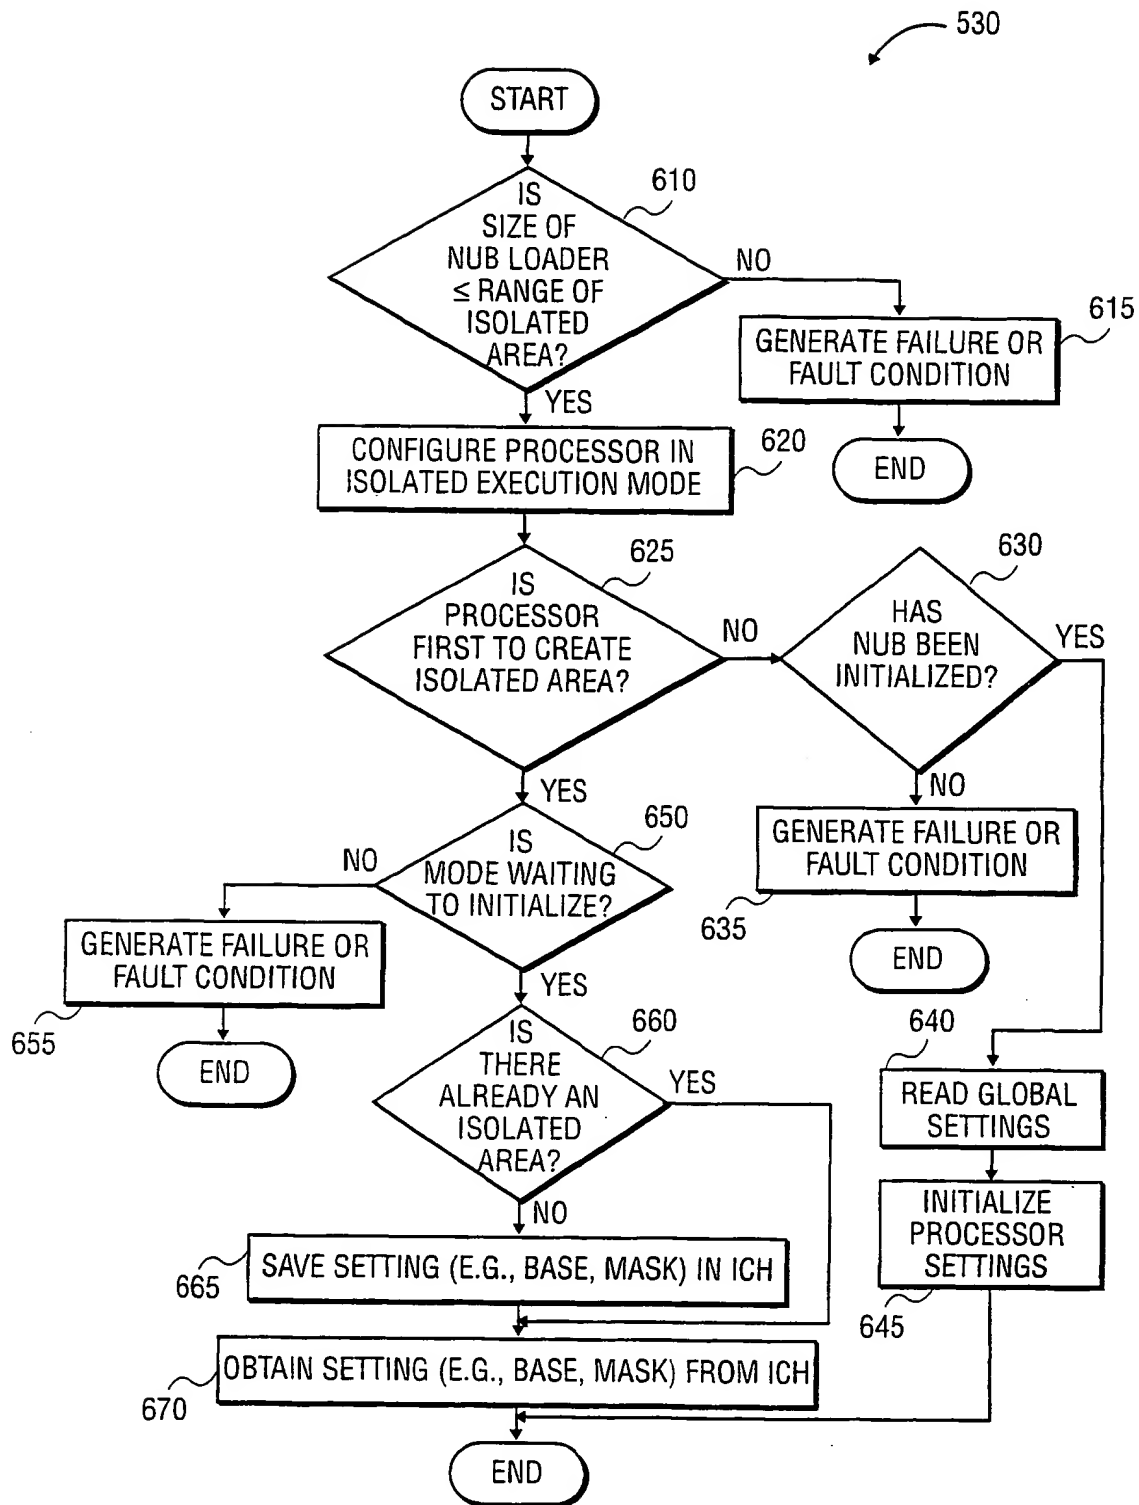 530
START
610
IS
SIZE OF
NUB LOADER
≤ RANGE OF
ISOLATED
AREA?
NO
615
GENERATE FAILURE OR
FAULT CONDITION
END
YES
620
CONFIGURE PROCESSOR IN
ISOLATED EXECUTION MODE
625
IS
PROCESSOR
FIRST TO CREATE
ISOLATED AREA?
NO
630
HAS
NUB BEEN
INITIALIZED?
YES
NO
GENERATE FAILURE OR
FAULT CONDITION
635
END
YES
650
IS
MODE WAITING
TO INITIALIZE?
NO
GENERATE FAILURE OR
FAULT CONDITION
655
END
YES
660
IS
THERE
ALREADY AN
ISOLATED
AREA?
YES
640
READ GLOBAL
SETTINGS
INITIALIZE
PROCESSOR
SETTINGS
645
NO
SAVE SETTING (E.G., BASE, MASK) IN ICH
665
OBTAIN SETTING (E.G., BASE, MASK) FROM ICH
670
END